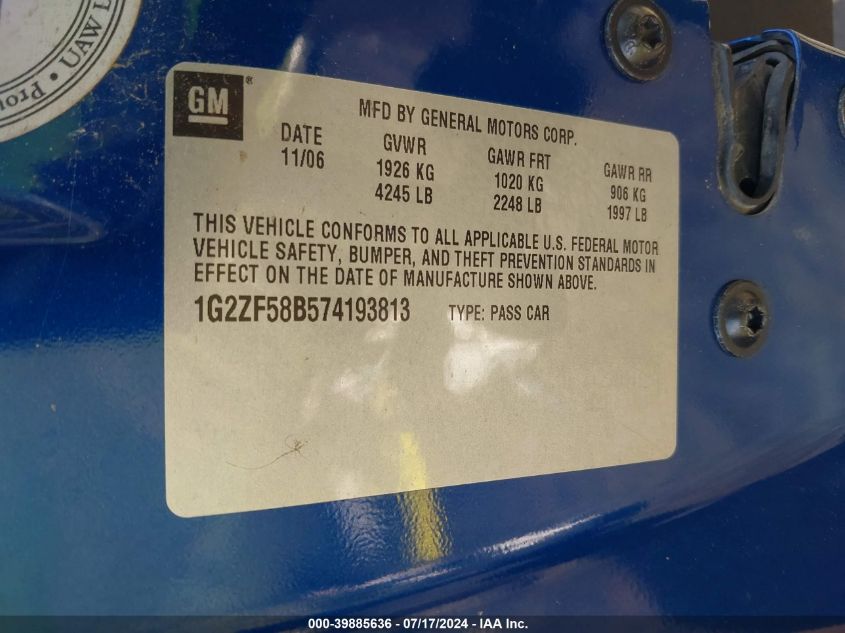 Prou
· UAW L
GM
®
MFD BY GENERAL MOTORS CORP.
DATE GVWR GAWR FRT GAWR RR
11/06 1926 KG 1020 KG 906 KG
4245 LB 2248 LB 1997 LB
THIS VEHICLE CONFORMS TO ALL APPLICABLE U.S. FEDERAL MOTOR
VEHICLE SAFETY, BUMPER, AND THEFT PREVENTION STANDARDS IN
EFFECT ON THE DATE OF MANUFACTURE SHOWN ABOVE.
1G2ZF58B574193813 TYPE: PASS CAR
000-39885636 - 07/17/2024 - IAA Inc.